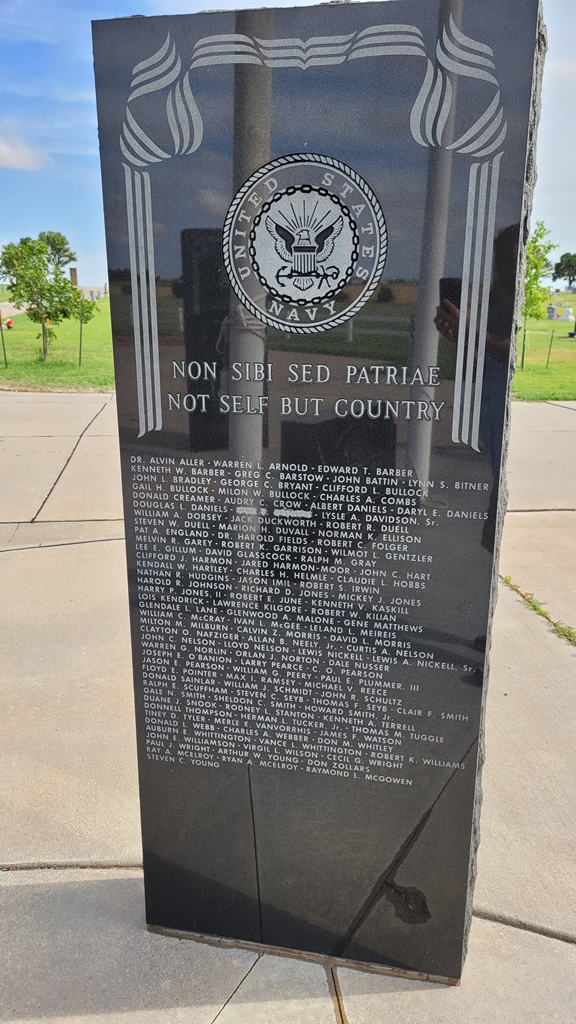 UNITED STATES
NAVY
NON SIBI SED PATRIAE
NOT SELF BUT COUNTRY
DR. ALVIN ALLER · WARREN L. ARNOLD · EDWARD T. BARBER
KENNETH W. BARBER · GREG C. BARSTOW · JOHN BATTIN · LYNN S. BITNER
JOHN L. BRADLEY · GEORGE C. BRYANT · CLIFFORD L. BULLOCK
GAIL H. BULLOCK · MILON W. BULLOCK · CHARLES A. COMBS
DONALD CREAMER · AUDRY C. CROW · ALBERT DANIELS · DARYL E. DANIELS
DOUGLAS L. DANIELS · LYSLE A. DAVIDSON, Sr.
WILLIAM A. DORSEY · JACK DUCKWORTH · ROBERT R. DUELL
STEVEN W. DUELL · MARION H. DUVALL · NORMAN K. ELLISON
PAT A. ENGLAND · DR. HAROLD FIELDS · ROBERT C. FOLGER
MELVIN R. GAREY · ROBERT K. GARRISON · WILMOT L. GENTZLER
LEE E. GILLUM · DAVID GLASSCOCK · RALPH M. GRAY
CLIFFORD J. HARMON · JARED HARMON-MOOR · JOHN C. HART
KENDALL W. HARTLEY · CHARLES H. HELMLE · CLAUDIE L. HOBBS
NATHAN R. HUDGINS · JASON IMIL · ROBERT S. IRWIN
HAROLD R. JOHNSON · RICHARD D. JONES · MICKEY J. JONES
HARRY P. JONES, II · ROBERT E. JUNE · KENNETH V. KASKILL
LOIS KENDRICK · LAWRENCE KILGORE · ROBERT W. KILIAN
GLENDALE L. LANE · GLENWOOD A. MALONE · GENE MATTHEWS
WILLIAM C. McCRAY · IVAN L. McGEE · LELAND L. MEIREIS
MILTON M. MILBURN · CALVIN Z. MORRIS · DAVID L. MORRIS
CLAYTON O. NAFZIGER · ALLAN B. NEELY, Jr. · CURTIS A. NELSON
JOHN C. NELSON · LLOYD NELSON · LEWIS NICKELL · LEWIS A. NICKELL, Sr.
WARREN G. NORLIN · ORLAN J. NORTON · DALE NUSSER
JOSEPH E. O'BANION · LARRY PEARCE · C. O. PEARSON
JASON E. PEARSON · WILLIAM G. PEERY · PAUL E. PLUMMER, III
FLOYD E. POINTER · MAX I. RAMSEY · MICHAEL V. REECE
DONALD SAINLAR · WILLIAM J. SCHMIDT · JOHN R. SCHULTZ
RALPH E. SCUFFHAM · STEVEN C. SEYB · THOMAS F. SEYB · CLAIR F. SMITH
GALE N. SMITH · SHELDON C. SMITH · HOWARD SMITH, Jr.
DUANE J. SNOOK · RODNEY L. STANTON · KENNETH A. TERRELL
DONNELL THOMPSON · HERMAN L. TUCKER, Jr. · THOMAS M. TUGGLE
TINEY D. TYLER · MERLE E. VANVORRHIS · JAMES F. WATSON
DONALD L. WEBB · CHARLES A. WEBBER · DON M. WHITLEY
AUBURN E. WHITTINGTON · VANCE L. WHITTINGTON · ROBERT K. WILLIAMS
JOHN E. WILLIAMSON · VIRGIL L. WILSON · CECIL G. WRIGHT
PAUL J. WRIGHT · ARTHUR W. YOUNG · DON ZOLLARS
RAY A. MCELROY · RYAN A. MCELROY · RAYMOND L. MCGOWEN
STEVEN C. YOUNG